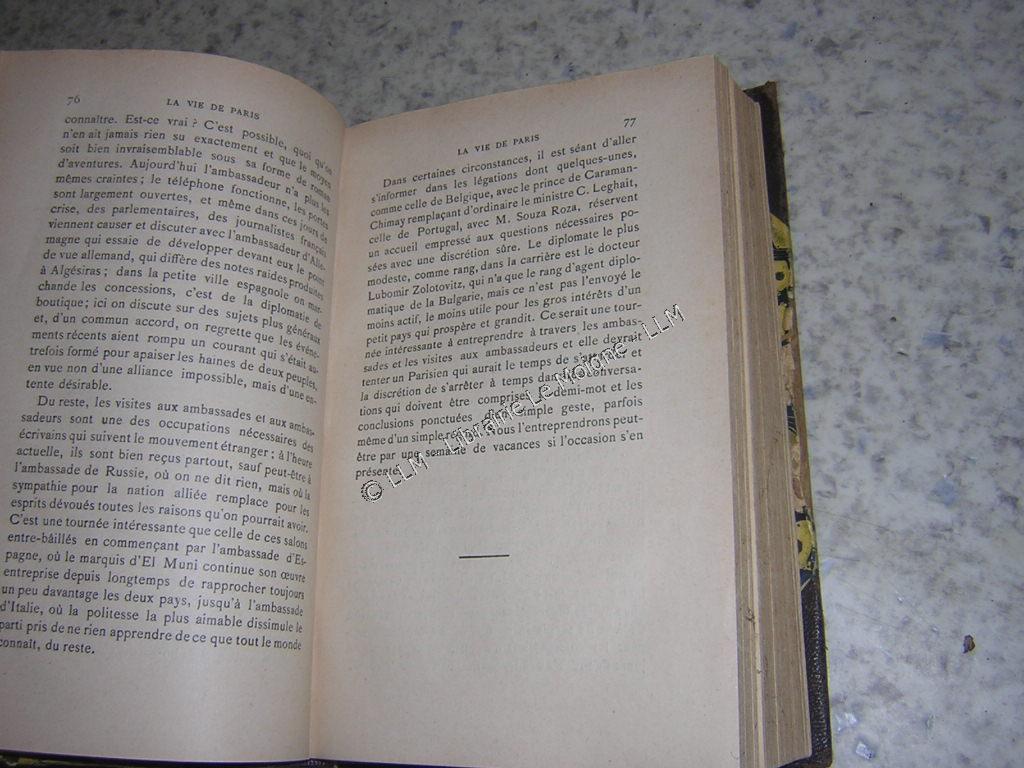 76
LA VIE DE PARIS
connaître. Est-ce vrai ? C'est possible, quoi qu'on
n'en ait jamais rien su exactement et que le moyen
soit bien invraisemblable sous sa forme de roman
d'aventures. Aujourd'hui l'ambassadeur n'a plus les
mêmes craintes ; le téléphone fonctionne, les portes
sont largement ouvertes, et même dans ces jours de
crise, des parlementaires, des journalistes français
viennent causer et discuter avec l'ambassadeur d'Alle-
magne qui essaie de développer devant eux le point
de vue allemand, qui diffère des notes raides produites
à Algésiras ; dans la petite ville espagnole on mar-
chande les concessions, c'est de la diplomatie de
boutique ; ici on discute sur des sujets plus généraux
et, d'un commun accord, on regrette que les événe-
ments récents aient rompu un courant qui s'était au-
trefois formé pour apaiser les haines de deux peuples,
en vue non d'une alliance impossible, mais d'une en-
tente désirable.
Du reste, les visites aux ambassades et aux ambas-
sadeurs sont une des occupations nécessaires des
écrivains qui suivent le mouvement étranger ; à l'heure
actuelle, ils sont bien reçus partout, sauf peut-être à
l'ambassade de Russie, où on ne dit rien, mais où la
sympathie pour la nation alliée remplace pour les
esprits dévoués toutes les raisons qu'on pourrait avoir.
C'est une tournée intéressante que celle de ces salons
entre-bâillés en commençant par l'ambassade d'Es-
pagne, où le marquis d'El Muni continue son œuvre
entreprise depuis longtemps de rapprocher toujours
un peu davantage les deux pays, jusqu'à l'ambassade
d'Italie, où la politesse la plus aimable dissimule le
parti pris de ne rien apprendre de ce que tout le monde
connaît, du reste.
LA VIE DE PARIS
77
Dans certaines circonstances, il est séant d'aller
s'informer dans les légations dont quelques-unes,
comme celle de Belgique, avec le prince de Caraman-
Chimay remplaçant d'ordinaire le ministre C. Leghait,
celle de Portugal, avec M. Souza Roza, réservent
un accueil empressé aux questions nécessaires po-
sées avec une discrétion sûre. Le diplomate le plus
modeste, comme rang, dans la carrière est le docteur
Lubomir Zolotovitz, qui n'a que le rang d'agent diplo-
matique de la Bulgarie, mais ce n'est pas l'envoyé le
moins actif, le moins utile pour les gros intérêts d'un
petit pays qui prospère et grandit. Ce serait une tour-
née intéressante à entreprendre à travers les ambas-
sades et les visites aux ambassadeurs et elle devrait
tenter un Parisien qui aurait le temps de et
la discrétion de s'arrêter à temps dans conversa-
tions qui doivent être comprises demi-mot et les
conclusions ponctuées simple geste, parfois
même d'un simple Nous l'entreprendrons peut-
être par une semaine de vacances si l'occasion s'en
présente.
© LLM - Librairie Le Molone - LLM